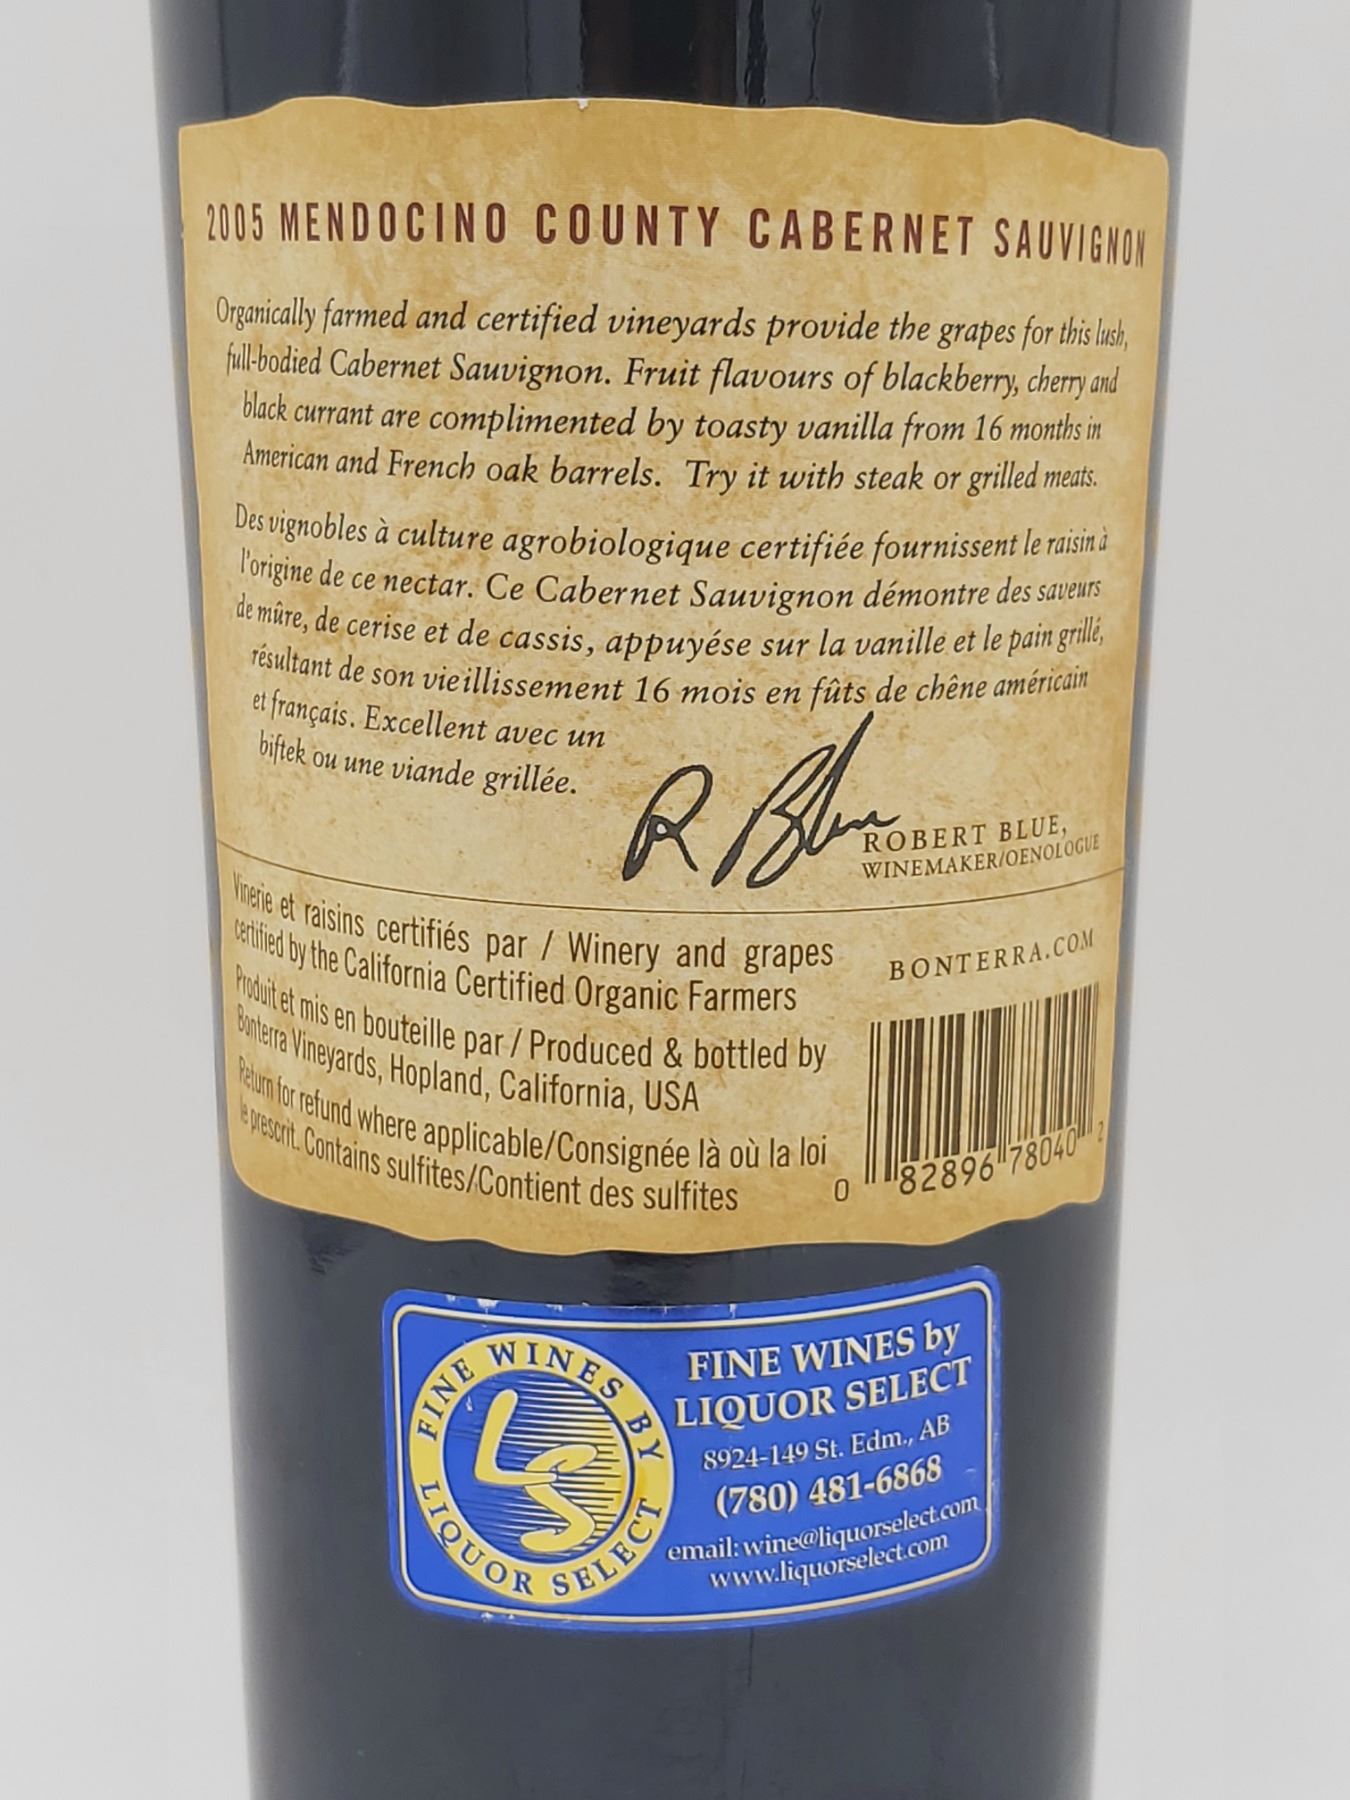 2005 MENDOCINO COUNTY CABERNET SAUVIGNON
Organically farmed and certified vineyards provide the grapes for this lush,
full-bodied Cabernet Sauvignon. Fruit flavours of blackberry, cherry and
black currant are complimented by toasty vanilla from 16 months in
American and French oak barrels. Try it with steak or grilled meats.
Des vignobles à culture agrobiologique certifiée fournissent le raisin à
l'origine de ce nectar. Ce Cabernet Sauvignon démontre des saveurs
de mûre, de cerise et de cassis, appuyése sur la vanille et le pain grillé,
résultant de son vieillissement 16 mois en fûts de chêne américain
et français. Excellent avec un
biftek ou une viande grillée.
R Blue
ROBERT BLUE,
WINEMAKER/OENOLOGUE
Vinerie et raisins certifiés par / Winery and grapes
certified by the California Certified Organic Farmers
Produit et mis en bouteille par / Produced & bottled by
Bonterra Vineyards, Hopland, California, USA
Return for refund where applicable/Consignée là où la loi
le prescrit. Contains sulfites/Contient des sulfites
BONTERRA.COM
0 82896 78040 2
FINE WINES BY
LIQUOR SELECT
LS
FINE WINES by
LIQUOR SELECT
8924-149 St. Edm., AB
(780) 481-6868
email: wine@liquorselect.com
www.liquorselect.com